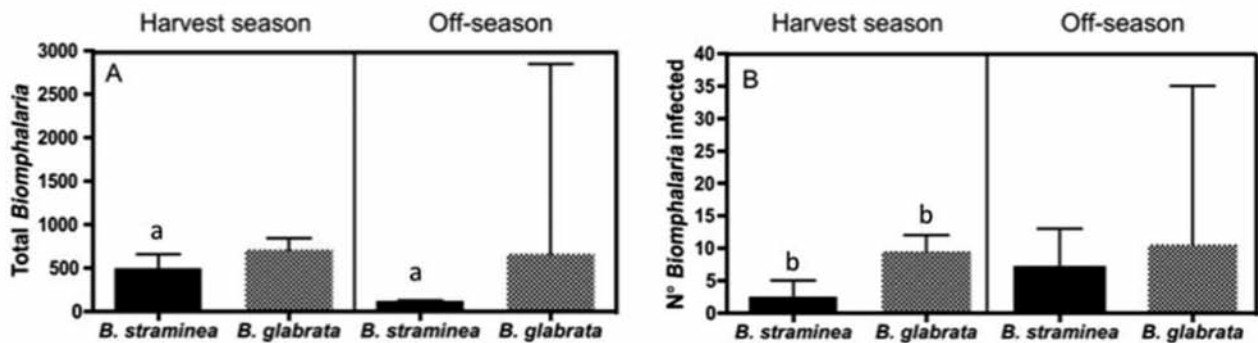 Harvest season Off-season
A
Total Biomphalaria
3000
2500
2000
1500
1000
500
0
a
a
B. straminea B. glabrata B. straminea B. glabrata
Harvest season Off-season
B
N° Biomphalaria infected
40
35
30
25
20
15
10
5
0
b
b
B. straminea B. glabrata B. straminea B. glabrata